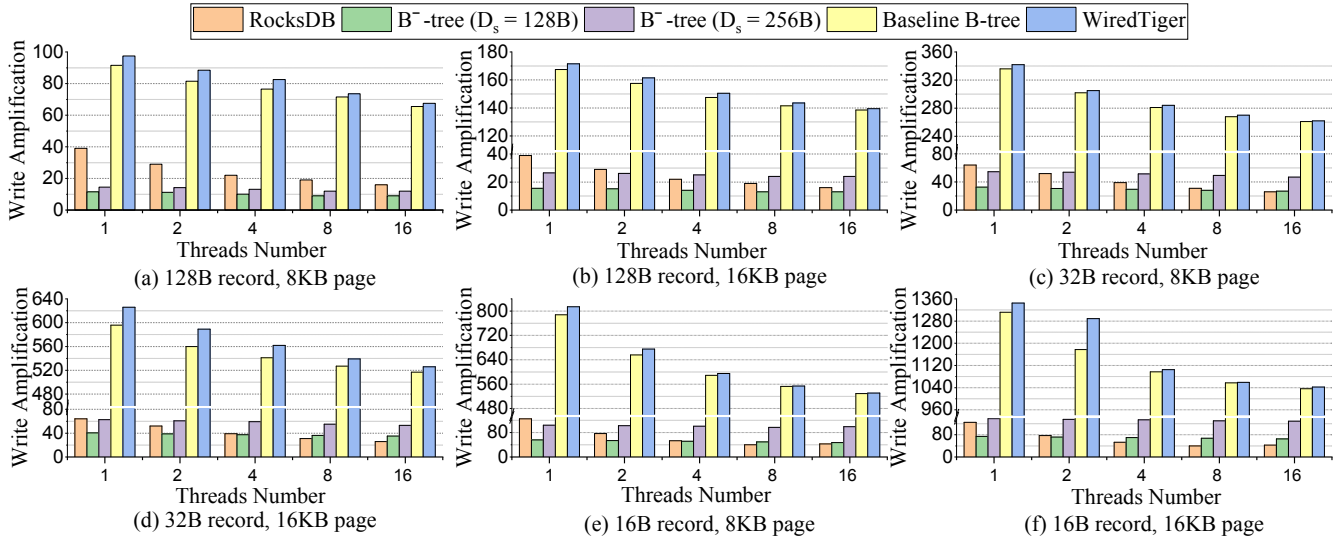 RocksDB B⁻-tree (Dₛ = 128B) B⁻-tree (Dₛ = 256B) Baseline B-tree WiredTiger
Write Amplification
100
80
60
40
20
0
1 2 4 8 16
Threads Number
(a) 128B record, 8KB page
Write Amplification
180
160
140
120
40
20
0
1 2 4 8 16
Threads Number
(b) 128B record, 16KB page
Write Amplification
360
320
280
240
80
40
0
1 2 4 8 16
Threads Number
(c) 32B record, 8KB page
Write Amplification
640
600
560
520
480
80
40
0
1 2 4 8 16
Threads Number
(d) 32B record, 16KB page
Write Amplification
800
720
640
560
480
80
0
1 2 4 8 16
Threads Number
(e) 16B record, 8KB page
Write Amplification
1360
1280
1200
1120
1040
960
80
0
1 2 4 8 16
Threads Number
(f) 16B record, 16KB page